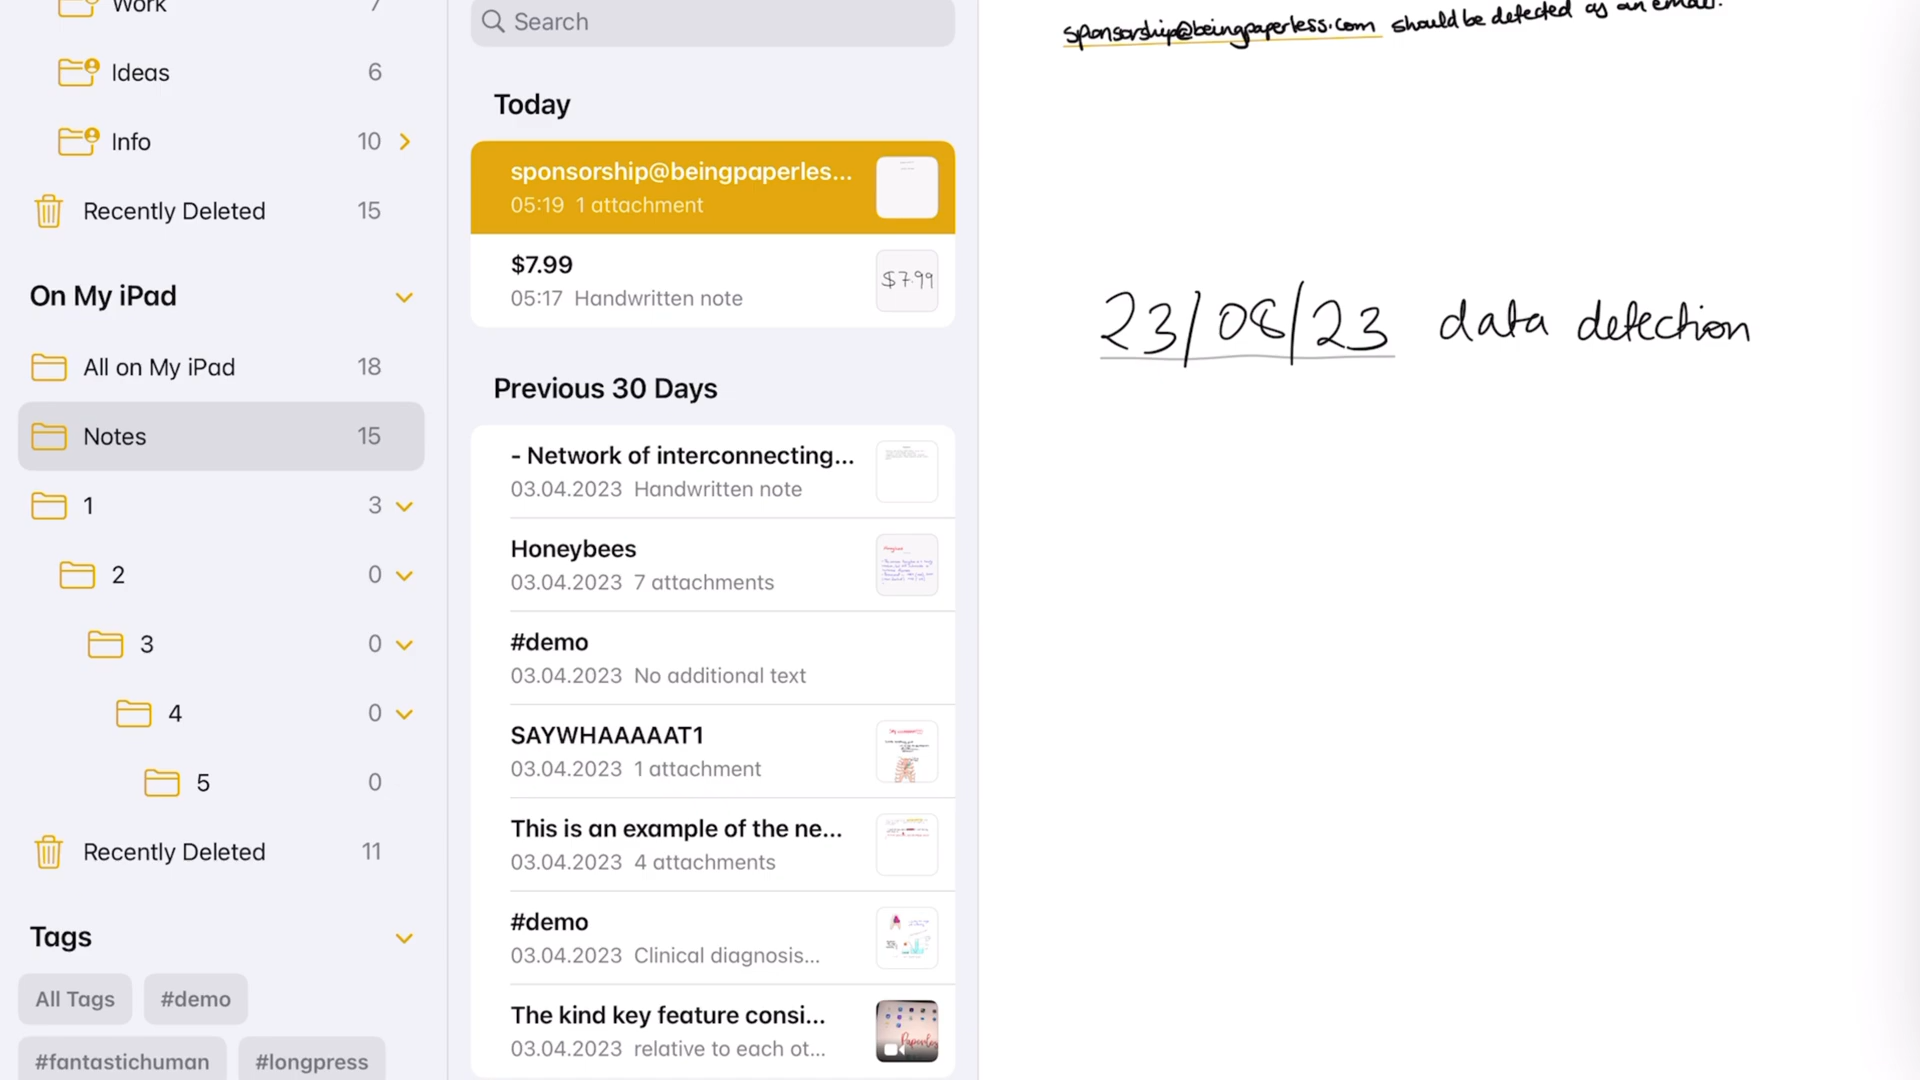 Work 7
Ideas 6
Info 10
Recently Deleted 15
On My iPad
All on My iPad 18
Notes 15
1 3
2 0
3 0
4 0
5 0
Recently Deleted 11
Tags
All Tags #demo
#fantastichuman #longpress
Search
Today
sponsorship@beingpaperles...
05:19 1 attachment
$7.99
05:17 Handwritten note
$7.99
Previous 30 Days
- Network of interconnecting...
03.04.2023 Handwritten note
Honeybees
03.04.2023 7 attachments
#demo
03.04.2023 No additional text
SAYWHAAAAAT1
03.04.2023 1 attachment
This is an example of the ne...
03.04.2023 4 attachments
#demo
03.04.2023 Clinical diagnosis...
The kind key feature consi...
03.04.2023 relative to each ot...
sponsorship@beingpaperless.com should be detected as an email.
23/08/23 data detection